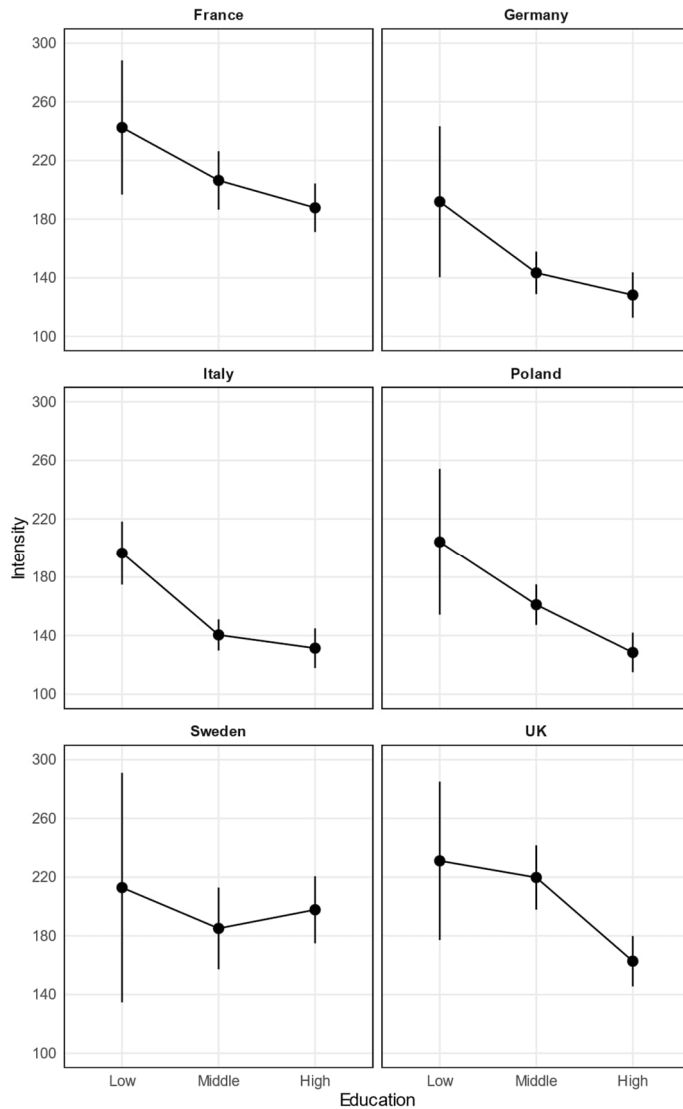 France
Germany
300
260
220
180
140
100
Italy
Poland
300
260
220
180
140
100
Intensity
Sweden
UK
300
260
220
180
140
100
Low Middle High
Low Middle High
Education